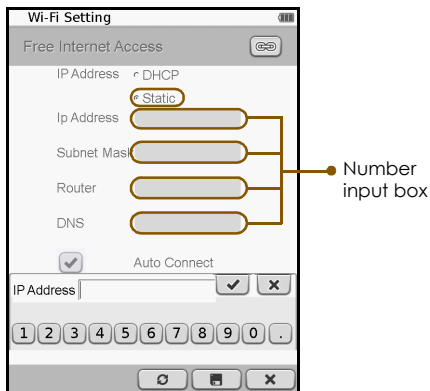 Wi-Fi Setting
Free Internet Access
IP Address DHCP
Static
Ip Address
Subnet Mask
Router
DNS
Number
input box
Auto Connect
IP Address
1 2 3 4 5 6 7 8 9 0 .